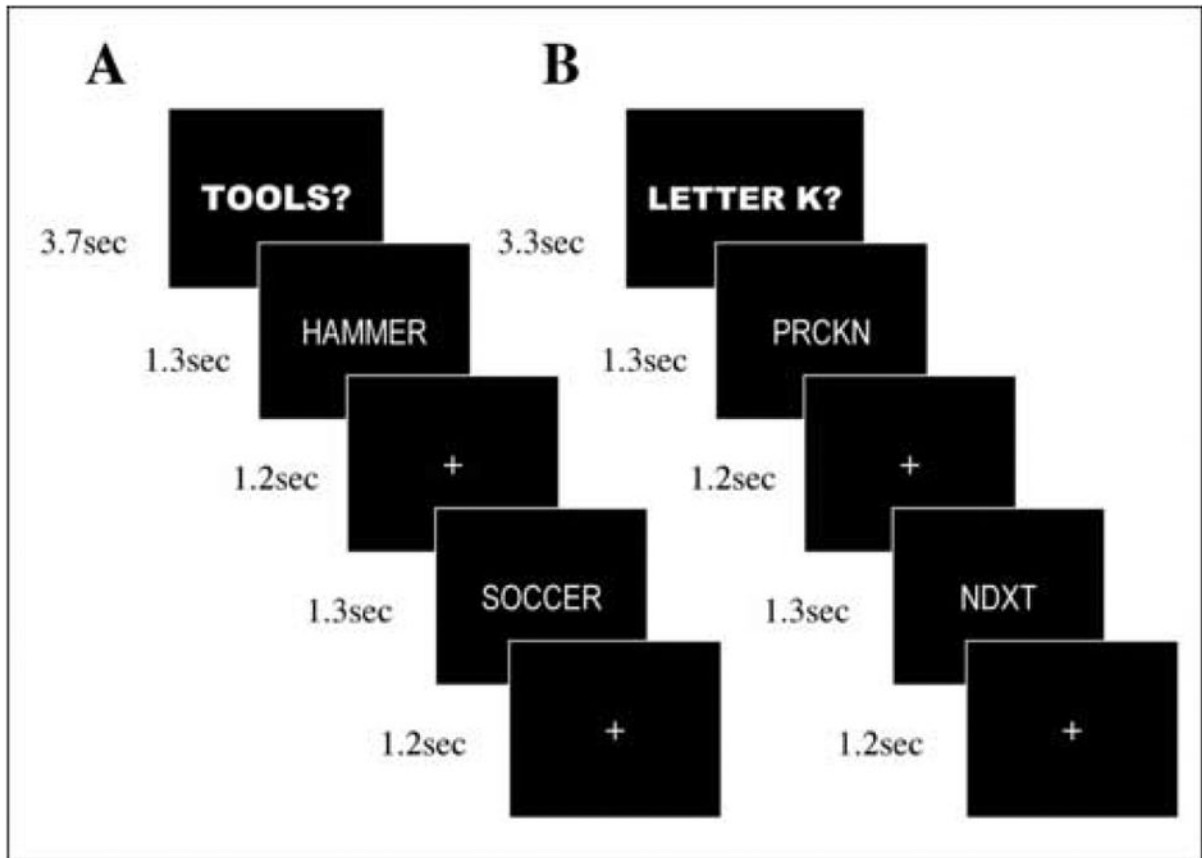 A
TOOLS?
3.7sec
HAMMER
1.3sec
+
1.2sec
SOCCER
1.3sec
+
1.2sec
B
LETTER K?
3.3sec
PRCKN
1.3sec
+
1.2sec
NDXT
1.3sec
+
1.2sec